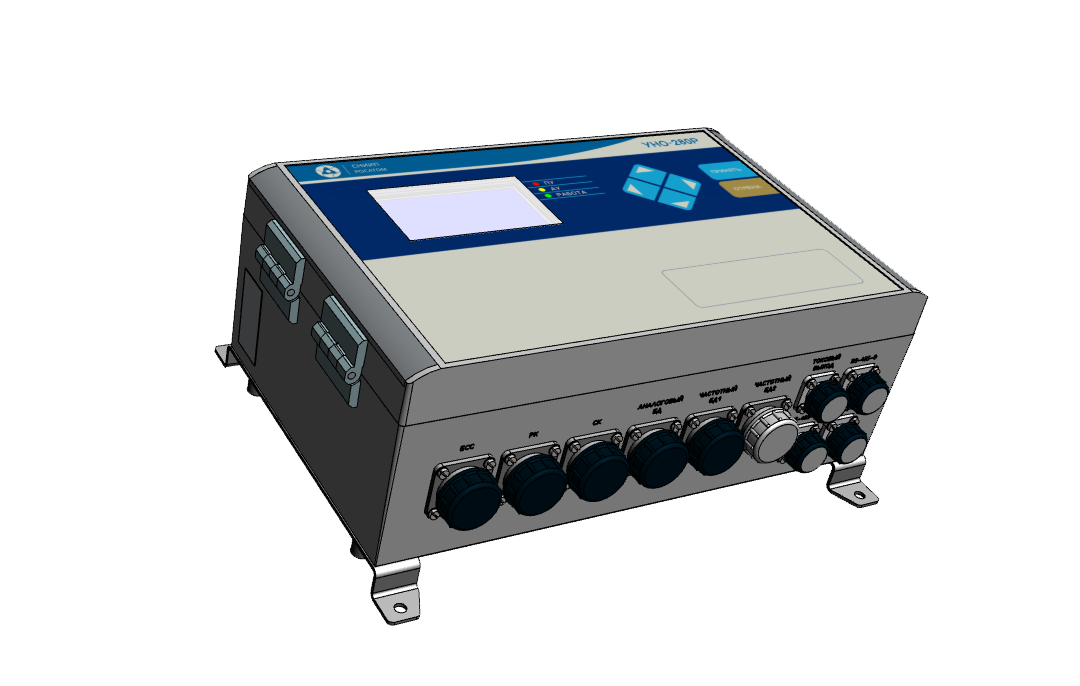 СНИИП
РОСАТОМ
УНО-280Р
ПУ
АУ
РАБОТА
ПРИНЯТЬ
ОТМЕНА
ВСС
РК
СК
АНАЛОГОВЫЙ
БД
ЧАСТОТНЫЙ
БД1
ЧАСТОТНЫЙ
БД2
ТОКОВЫЙ
ВЫХОД